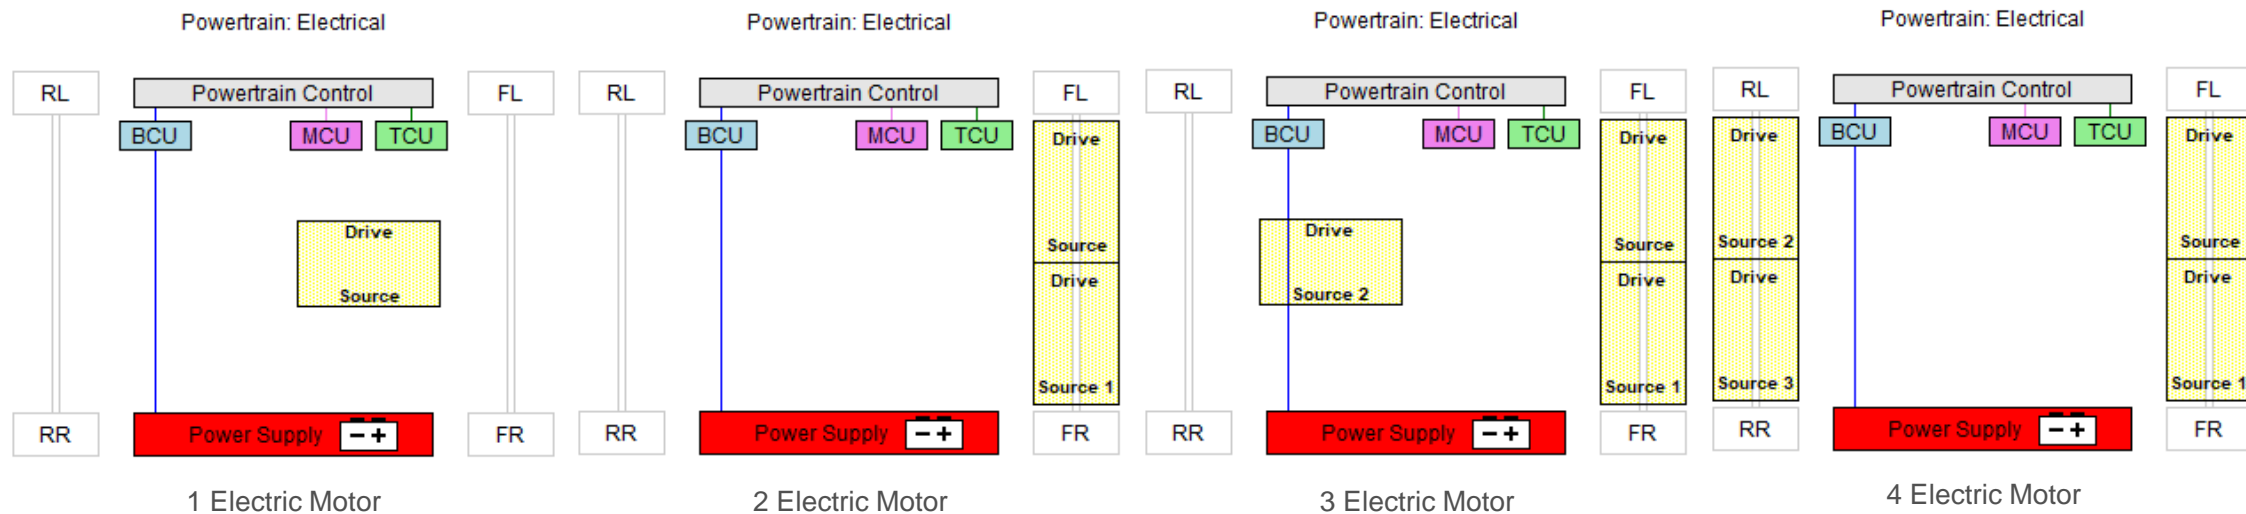 Powertrain: Electrical
RL
Powertrain Control
FL
BCU
MCU
TCU
Drive
Source
RR
Power Supply
- +
FR
1 Electric Motor
Powertrain: Electrical
RL
Powertrain Control
FL
BCU
MCU
TCU
Drive
Source
Drive
Source 1
RR
Power Supply
- +
FR
2 Electric Motor
Powertrain: Electrical
RL
Powertrain Control
FL
BCU
MCU
TCU
Drive
Source 2
Drive
Source
Drive
Source 1
RR
Power Supply
- +
FR
3 Electric Motor
Powertrain: Electrical
RL
Powertrain Control
FL
Drive
Source 2
Drive
Source 3
BCU
MCU
TCU
Drive
Source
Drive
Source 1
RR
Power Supply
- +
FR
4 Electric Motor